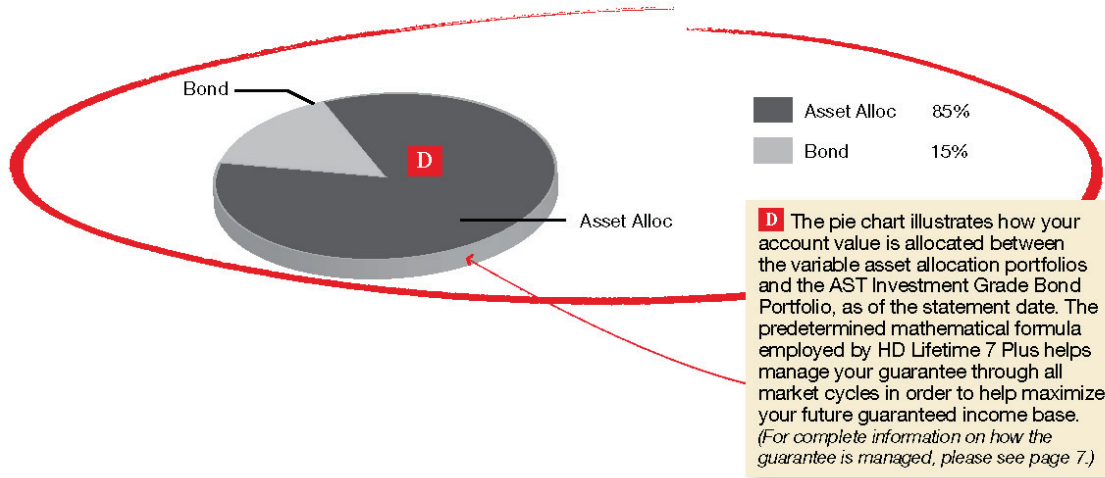 Bond
D
Asset Alloc
Asset Alloc 85%
Bond 15%
D The pie chart illustrates how your
account value is allocated between
the variable asset allocation portfolios
and the AST Investment Grade Bond
Portfolio, as of the statement date. The
predetermined mathematical formula
employed by HD Lifetime 7 Plus helps
manage your guarantee through all
market cycles in order to help maximize
your future guaranteed income base.
(For complete information on how the
guarantee is managed, please see page 7.)